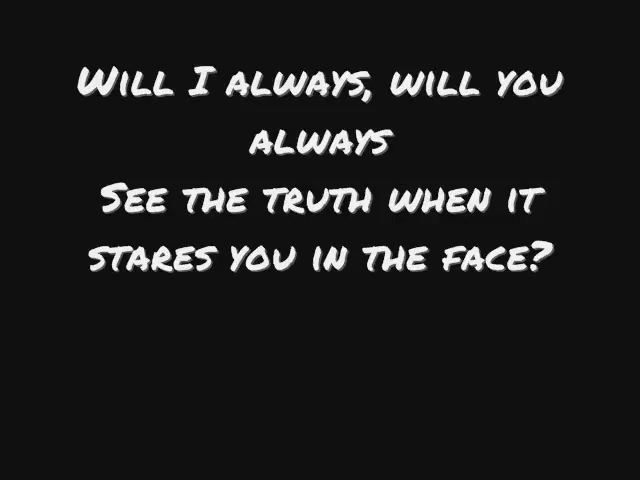 Will I always, will you
always
See the truth when it
stares you in the face?